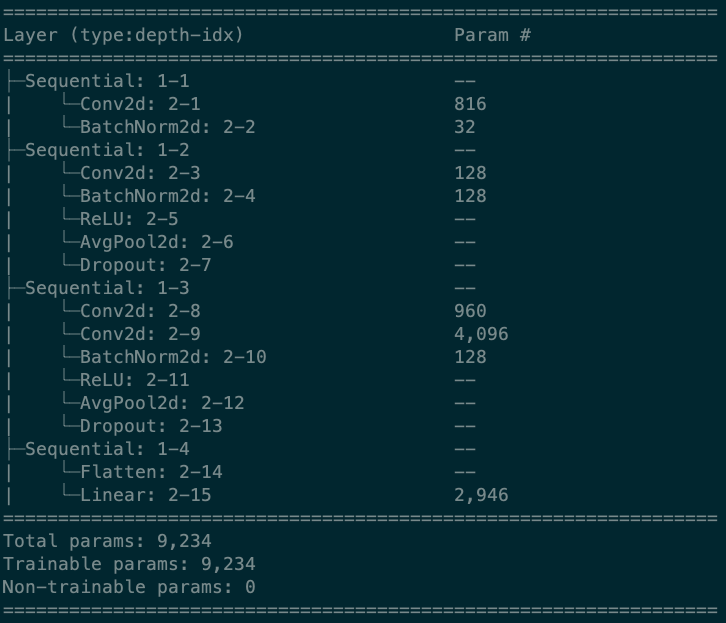 ==========================================================================================
Layer (type:depth-idx)                   Param #
==========================================================================================
├─Sequential: 1-1                        --
|    └─Conv2d: 2-1                       816
|    └─BatchNorm2d: 2-2                  32
├─Sequential: 1-2                        --
|    └─Conv2d: 2-3                       128
|    └─BatchNorm2d: 2-4                  128
|    └─ReLU: 2-5                         --
|    └─AvgPool2d: 2-6                    --
|    └─Dropout: 2-7                      --
├─Sequential: 1-3                        --
|    └─Conv2d: 2-8                       960
|    └─Conv2d: 2-9                       4,096
|    └─BatchNorm2d: 2-10                 128
|    └─ReLU: 2-11                        --
|    └─AvgPool2d: 2-12                   --
|    └─Dropout: 2-13                     --
├─Sequential: 1-4                        --
|    └─Flatten: 2-14                     --
|    └─Linear: 2-15                      2,946
==========================================================================================
Total params: 9,234
Trainable params: 9,234
Non-trainable params: 0
==========================================================================================